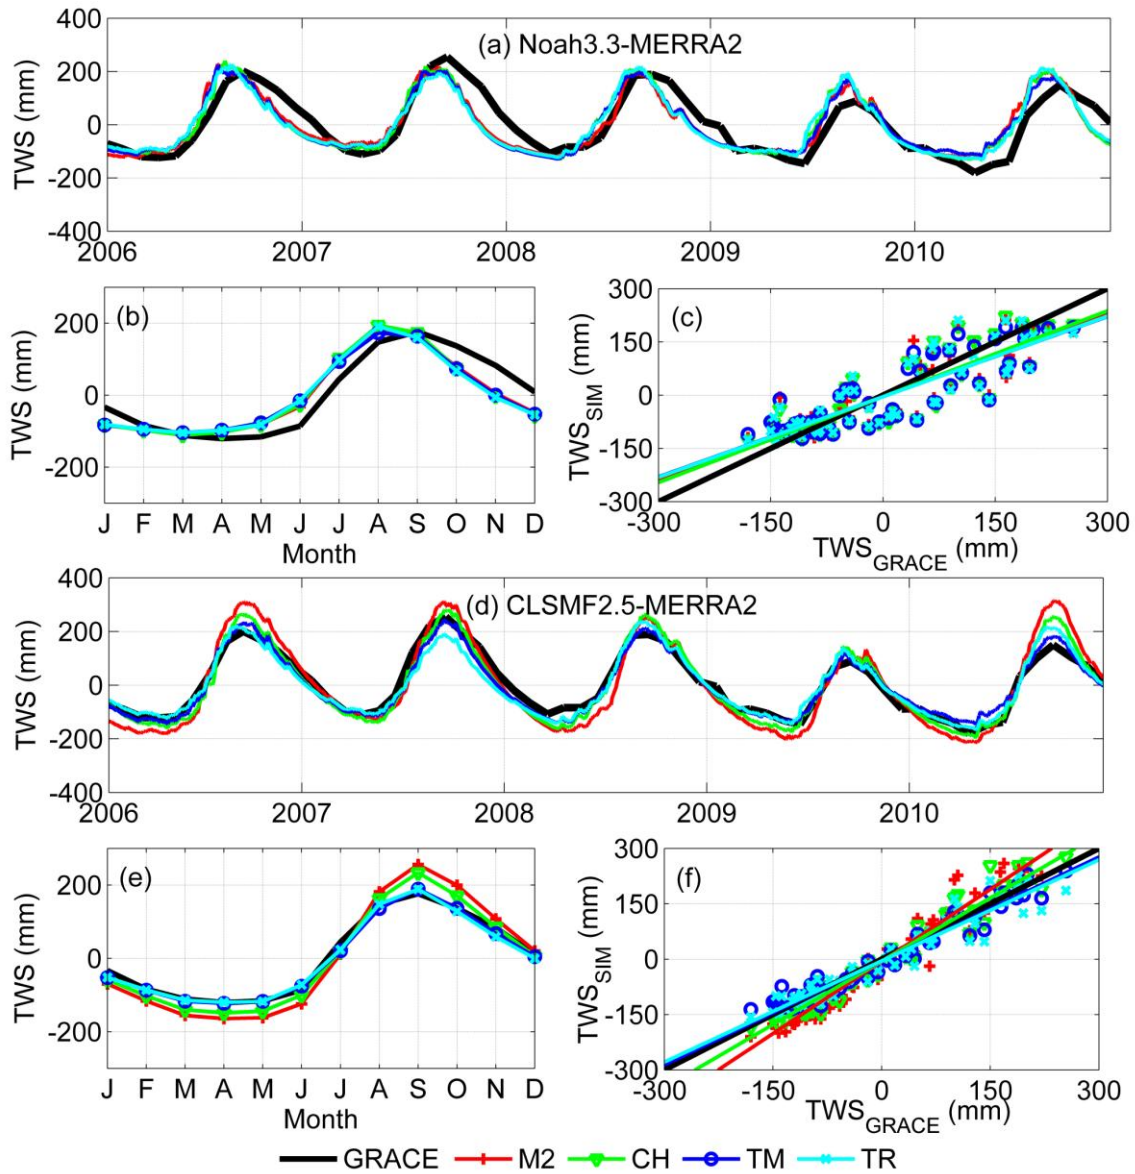 (a) Noah3.3-MERRA2
TWS (mm)
400
200
0
-200
-400
2006 2007 2008 2009 2010
(b)
TWS (mm)
200
0
-200
J F M A M J J A S O N D
Month
(c)
TWS_SIM (mm)
300
150
0
-150
-300
-300 -150 0 150 300
TWS_GRACE (mm)
(d) CLSMF2.5-MERRA2
TWS (mm)
400
200
0
-200
-400
2006 2007 2008 2009 2010
(e)
TWS (mm)
200
0
-200
J F M A M J J A S O N D
Month
(f)
TWS_SIM (mm)
300
150
0
-150
-300
-300 -150 0 150 300
TWS_GRACE (mm)
GRACE M2 CH TM TR